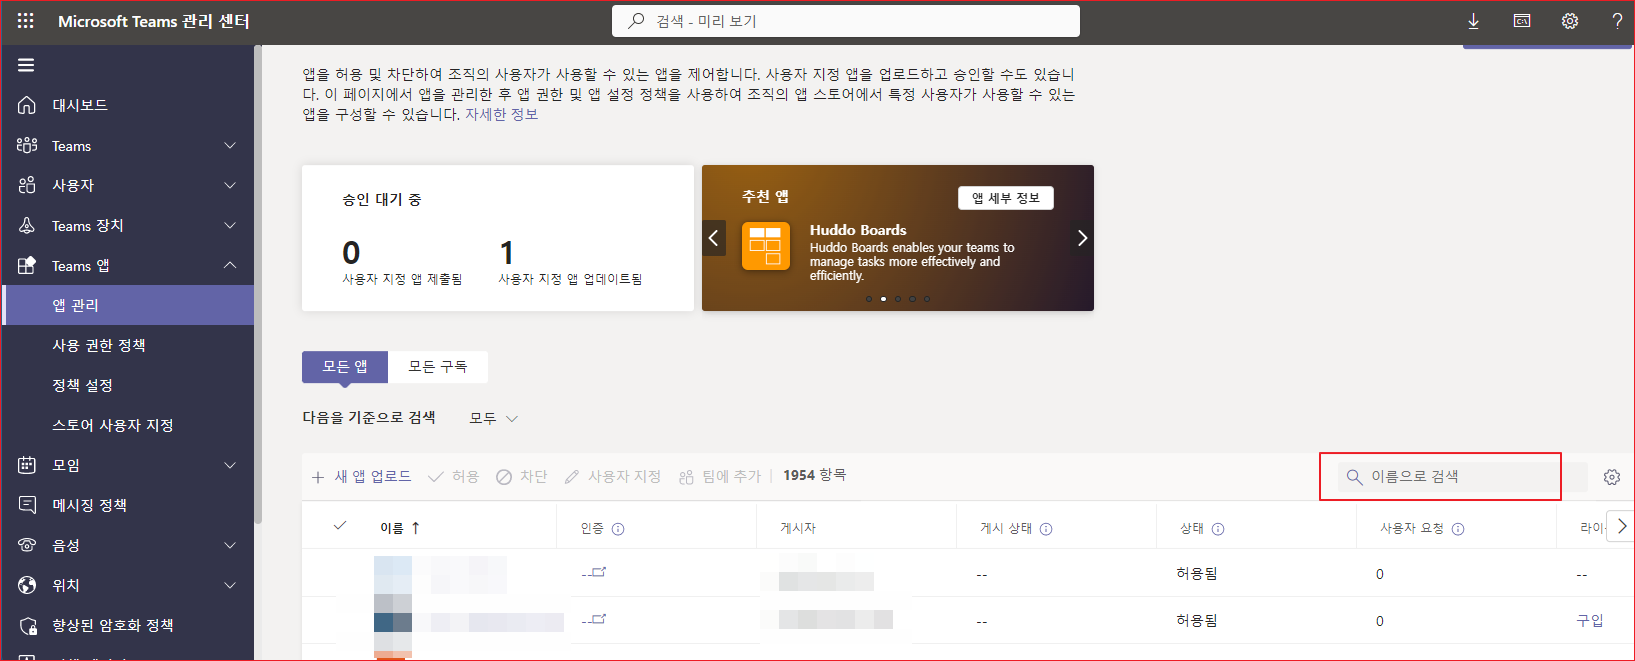 Microsoft Teams 관리 센터
검색 - 미리 보기
대시보드
Teams
사용자
Teams 장치
Teams 앱
앱 관리
사용 권한 정책
정책 설정
스토어 사용자 지정
모임
메시징 정책
음성
위치
향상된 암호화 정책
앱을 허용 및 차단하여 조직의 사용자가 사용할 수 있는 앱을 제어합니다. 사용자 지정 앱을 업로드하고 승인할 수도 있습니
다. 이 페이지에서 앱을 관리한 후 앱 권한 및 앱 설정 정책을 사용하여 조직의 앱 스토어에서 특정 사용자가 사용할 수 있는
앱을 구성할 수 있습니다. 자세한 정보
승인 대기 중
0 1
사용자 지정 앱 제출됨 사용자 지정 앱 업데이트됨
추천 앱 앱 세부 정보
Huddo Boards
Huddo Boards enables your teams to
manage tasks more effectively and
efficiently.
모든 앱 모든 구독
다음을 기준으로 검색 모두
새 앱 업로드 허용 차단 사용자 지정 팀에 추가 | 1954 항목 이름으로 검색
이름 ↑ 인증 게시자 게시 상태 상태 사용자 요청
-- -- 허용됨 0 --
-- -- 허용됨 0 구입